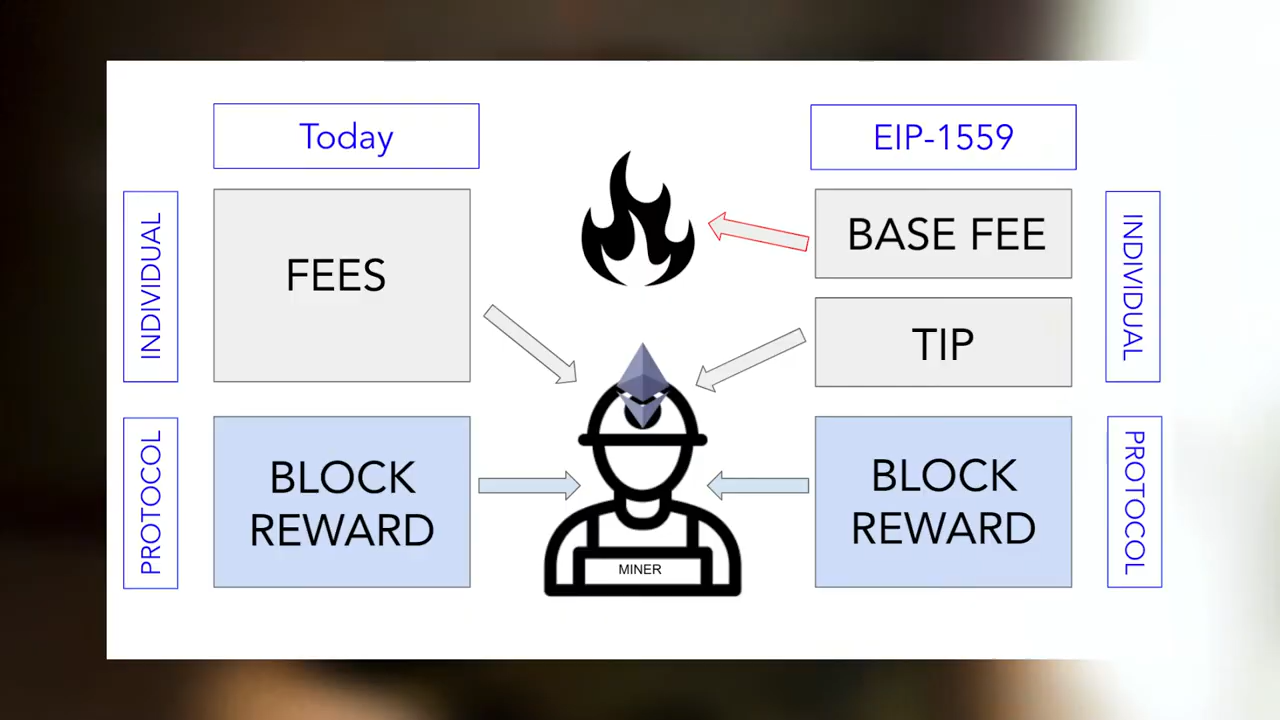 Today
EIP-1559
INDIVIDUAL
FEES
BASE FEE
INDIVIDUAL
TIP
PROTOCOL
BLOCK
REWARD
BLOCK
REWARD
PROTOCOL
MINER